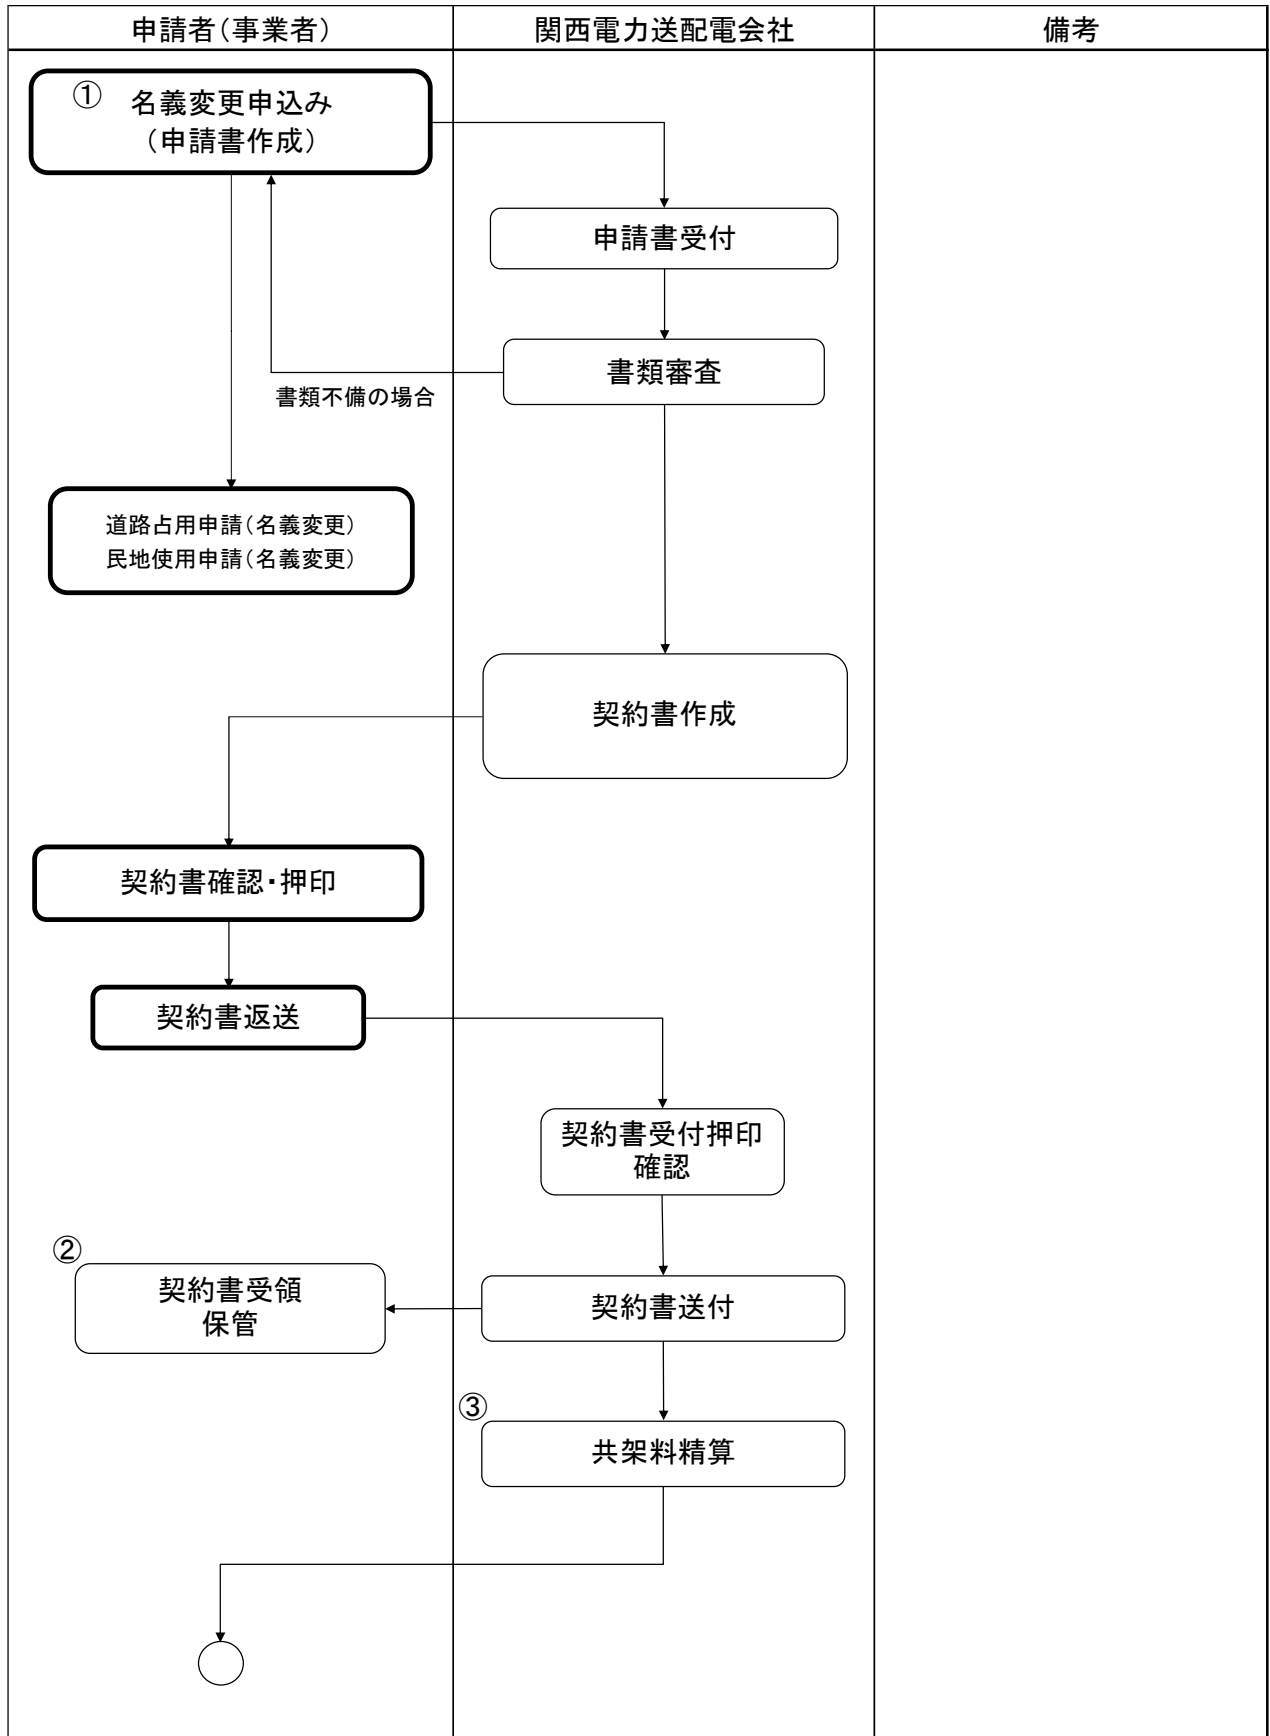 申請者(事業者)
関西電力送配電会社
備考
① 名義変更申込み
(申請書作成)
申請書受付
書類審査
書類不備の場合
道路占用申請(名義変更)
民地使用申請(名義変更)
契約書作成
契約書確認・押印
契約書返送
契約書受付押印
確認
②
契約書受領
保管
契約書送付
③
共架料精算